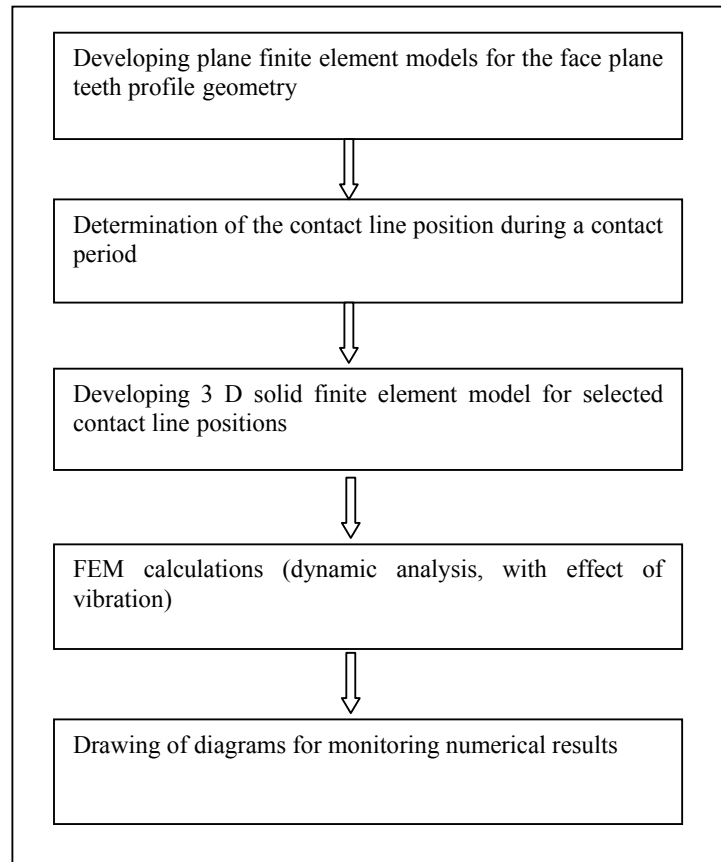 Developing plane finite element models for the face plane
teeth profile geometry
Determination of the contact line position during a contact
period
Developing 3 D solid finite element model for selected
contact line positions
FEM calculations (dynamic analysis, with effect of
vibration)
Drawing of diagrams for monitoring numerical results